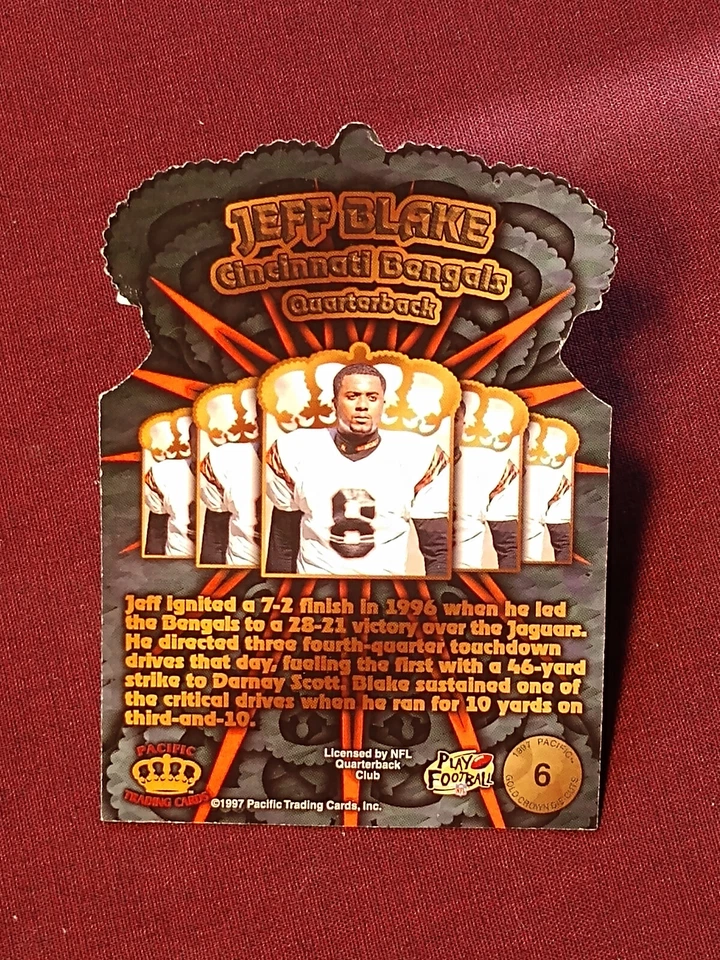 JEFF BLAKE
Cincinnati Bengals
Quarterback
8
Jeff ignited a 7-2 finish in 1996 when he led
the Bengals to a 28-21 victory over the Jaguars.
He directed three fourth-quarter touchdown
drives that day, fueling the first with a 46-yard
strike to Darnay Scott. Blake sustained one of
the critical drives when he ran for 10 yards on
third-and-10.
PACIFIC
TRADING CARDS
©1997 Pacific Trading Cards, Inc.
Licensed by NFL
Quarterback
Club
PLAY
FOOTBALL
NFL
1997 PACIFIC
6
GOLD CROWN DIE CUTS